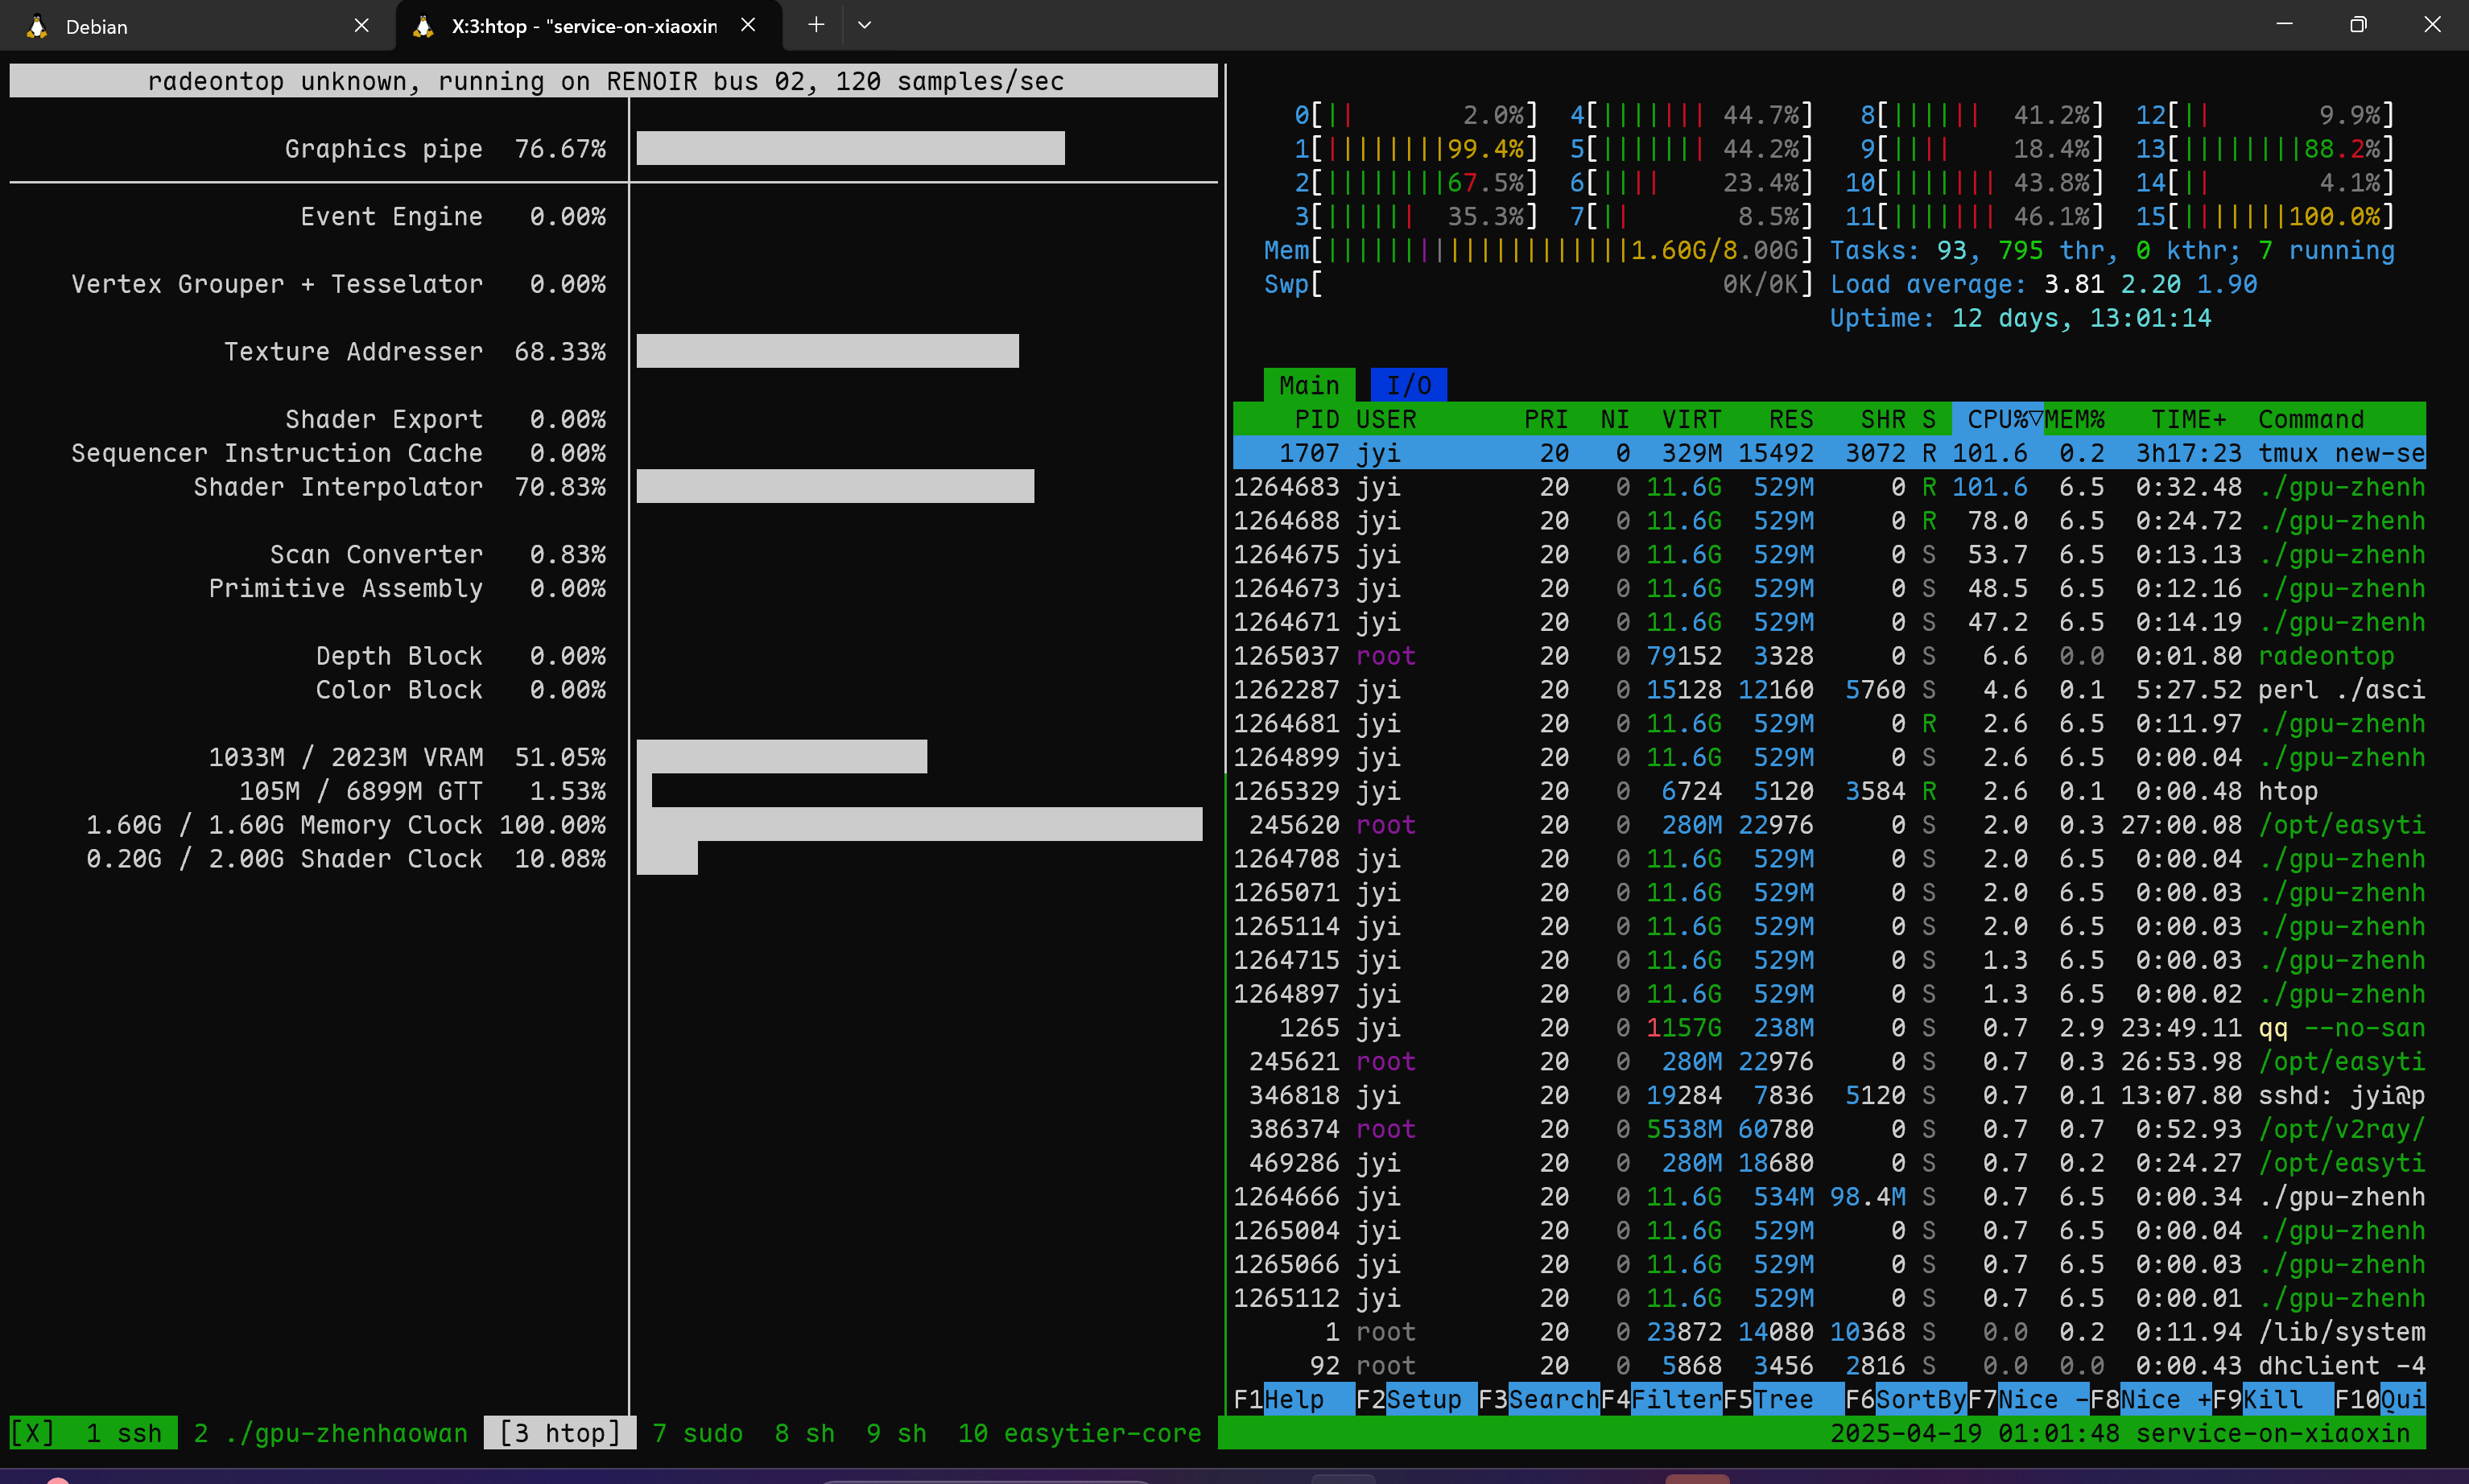 Debian
X:3:htop - "service-on-xiaoxin
radeontop unknown, running on RENOIR bus 02, 120 samples/sec
Graphics pipe 76.67%
Event Engine 0.00%
Vertex Grouper + Tesselator 0.00%
Texture Addresser 68.33%
Shader Export 0.00%
Sequencer Instruction Cache 0.00%
Shader Interpolator 70.83%
Scan Converter 0.83%
Primitive Assembly 0.00%
Depth Block 0.00%
Color Block 0.00%
1033M / 2023M VRAM 51.05%
105M / 6899M GTT 1.53%
1.60G / 1.60G Memory Clock 100.00%
0.20G / 2.00G Shader Clock 10.08%
0[|| 2.0%] 4[||||||| 44.7%] 8[|||||| 41.2%] 12[|| 9.9%]
1[||||||||99.4%] 5[||||||| 44.2%] 9[|||| 18.4%] 13[||||||||88.2%]
2[||||||||67.5%] 6[|||| 23.4%] 10[||||||| 43.8%] 14[|| 4.1%]
3[|||||| 35.3%] 7[|| 8.5%] 11[||||||| 46.1%] 15[|||||||100.0%]
Mem[||||||||||||||||||||1.60G/8.00G] Tasks: 93, 795 thr, 0 kthr; 7 running
Swp[ 0K/0K] Load average: 3.81 2.20 1.90
Uptime: 12 days, 13:01:14
Main I/O
PID USER PRI NI VIRT RES SHR S CPU%▽MEM% TIME+ Command
1707 jyi 20 0 329M 15492 3072 R 101.6 0.2 3h17:23 tmux new-se
1264683 jyi 20 0 11.6G 529M 0 R 101.6 6.5 0:32.48 ./gpu-zhenh
1264688 jyi 20 0 11.6G 529M 0 R 78.0 6.5 0:24.72 ./gpu-zhenh
1264675 jyi 20 0 11.6G 529M 0 S 53.7 6.5 0:13.13 ./gpu-zhenh
1264673 jyi 20 0 11.6G 529M 0 S 48.5 6.5 0:12.16 ./gpu-zhenh
1264671 jyi 20 0 11.6G 529M 0 S 47.2 6.5 0:14.19 ./gpu-zhenh
1265037 root 20 0 79152 3328 0 S 6.6 0.0 0:01.80 radeontop
1262287 jyi 20 0 15128 12160 5760 S 4.6 0.1 5:27.52 perl ./asci
1264681 jyi 20 0 11.6G 529M 0 R 2.6 6.5 0:11.97 ./gpu-zhenh
1264899 jyi 20 0 11.6G 529M 0 S 2.6 6.5 0:00.04 ./gpu-zhenh
1265329 jyi 20 0 6724 5120 3584 R 2.6 0.1 0:00.48 htop
245620 root 20 0 280M 22976 0 S 2.0 0.3 27:00.08 /opt/easyti
1264708 jyi 20 0 11.6G 529M 0 S 2.0 6.5 0:00.04 ./gpu-zhenh
1265071 jyi 20 0 11.6G 529M 0 S 2.0 6.5 0:00.03 ./gpu-zhenh
1265114 jyi 20 0 11.6G 529M 0 S 2.0 6.5 0:00.03 ./gpu-zhenh
1264715 jyi 20 0 11.6G 529M 0 S 1.3 6.5 0:00.03 ./gpu-zhenh
1264897 jyi 20 0 11.6G 529M 0 S 1.3 6.5 0:00.02 ./gpu-zhenh
1265 jyi 20 0 1157G 238M 0 S 0.7 2.9 23:49.11 qq --no-san
245621 root 20 0 280M 22976 0 S 0.7 0.3 26:53.98 /opt/easyti
346818 jyi 20 0 19284 7836 5120 S 0.7 0.1 13:07.80 sshd: jyi@p
386374 root 20 0 5538M 60780 0 S 0.7 0.7 0:52.93 /opt/v2ray/
469286 jyi 20 0 280M 18680 0 S 0.7 0.2 0:24.27 /opt/easyti
1264666 jyi 20 0 11.6G 534M 98.4M S 0.7 6.5 0:00.34 ./gpu-zhenh
1265004 jyi 20 0 11.6G 529M 0 S 0.7 6.5 0:00.04 ./gpu-zhenh
1265066 jyi 20 0 11.6G 529M 0 S 0.7 6.5 0:00.03 ./gpu-zhenh
1265112 jyi 20 0 11.6G 529M 0 S 0.7 6.5 0:00.01 ./gpu-zhenh
1 root 20 0 23872 14080 10368 S 0.0 0.2 0:11.94 /lib/system
92 root 20 0 5868 3456 2816 S 0.0 0.0 0:00.43 dhclient -4
F1Help F2Setup F3SearchF4FilterF5Tree F6SortByF7Nice -F8Nice +F9Kill F10Qui
[X] 1 ssh 2 ./gpu-zhenhaowan [3 htop] 7 sudo 8 sh 9 sh 10 easytier-core 2025-04-19 01:01:48 service-on-xiaoxin